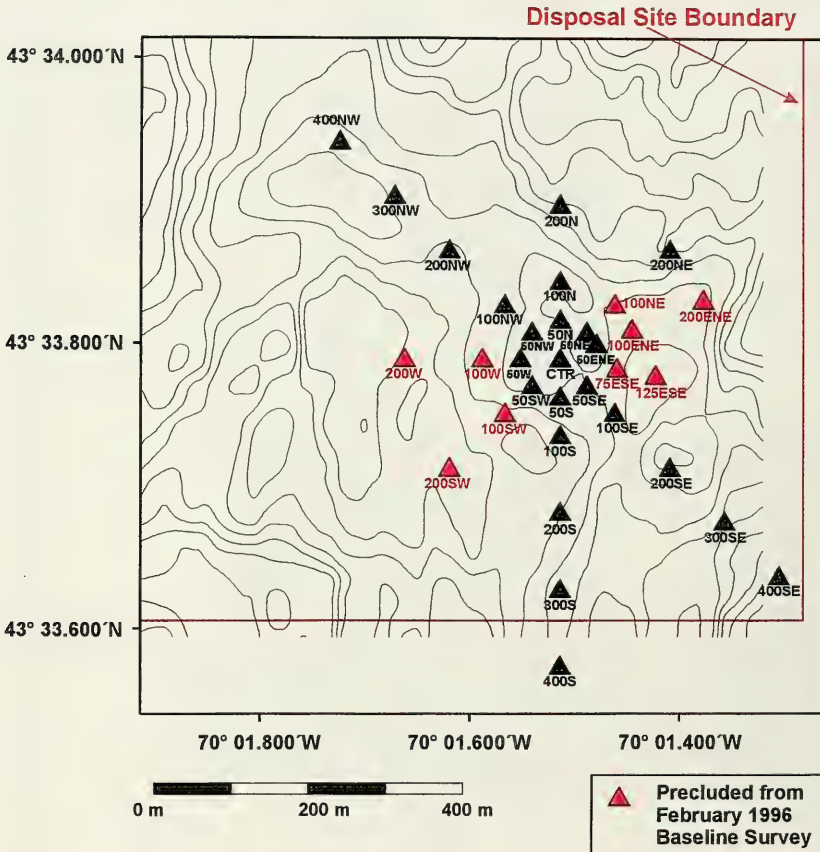 Disposal Site Boundary
43° 34.000´N
400NW
300NW
200N
200NW
200NE
100N
100NE
200ENE
100NW
50N
100ENE
43° 33.800´N
50NW
50NE
50ENE
200W
100W
50W
CTR
75ESE
125ESE
50SW
50SE
50S
100SW
100SE
100S
200SW
200SE
200S
300SE
400SE
300S
43° 33.600´N
400S
70° 01.800´W
70° 01.600´W
70° 01.400´W
0 m
200 m
400 m
Precluded from
February 1996
Baseline Survey